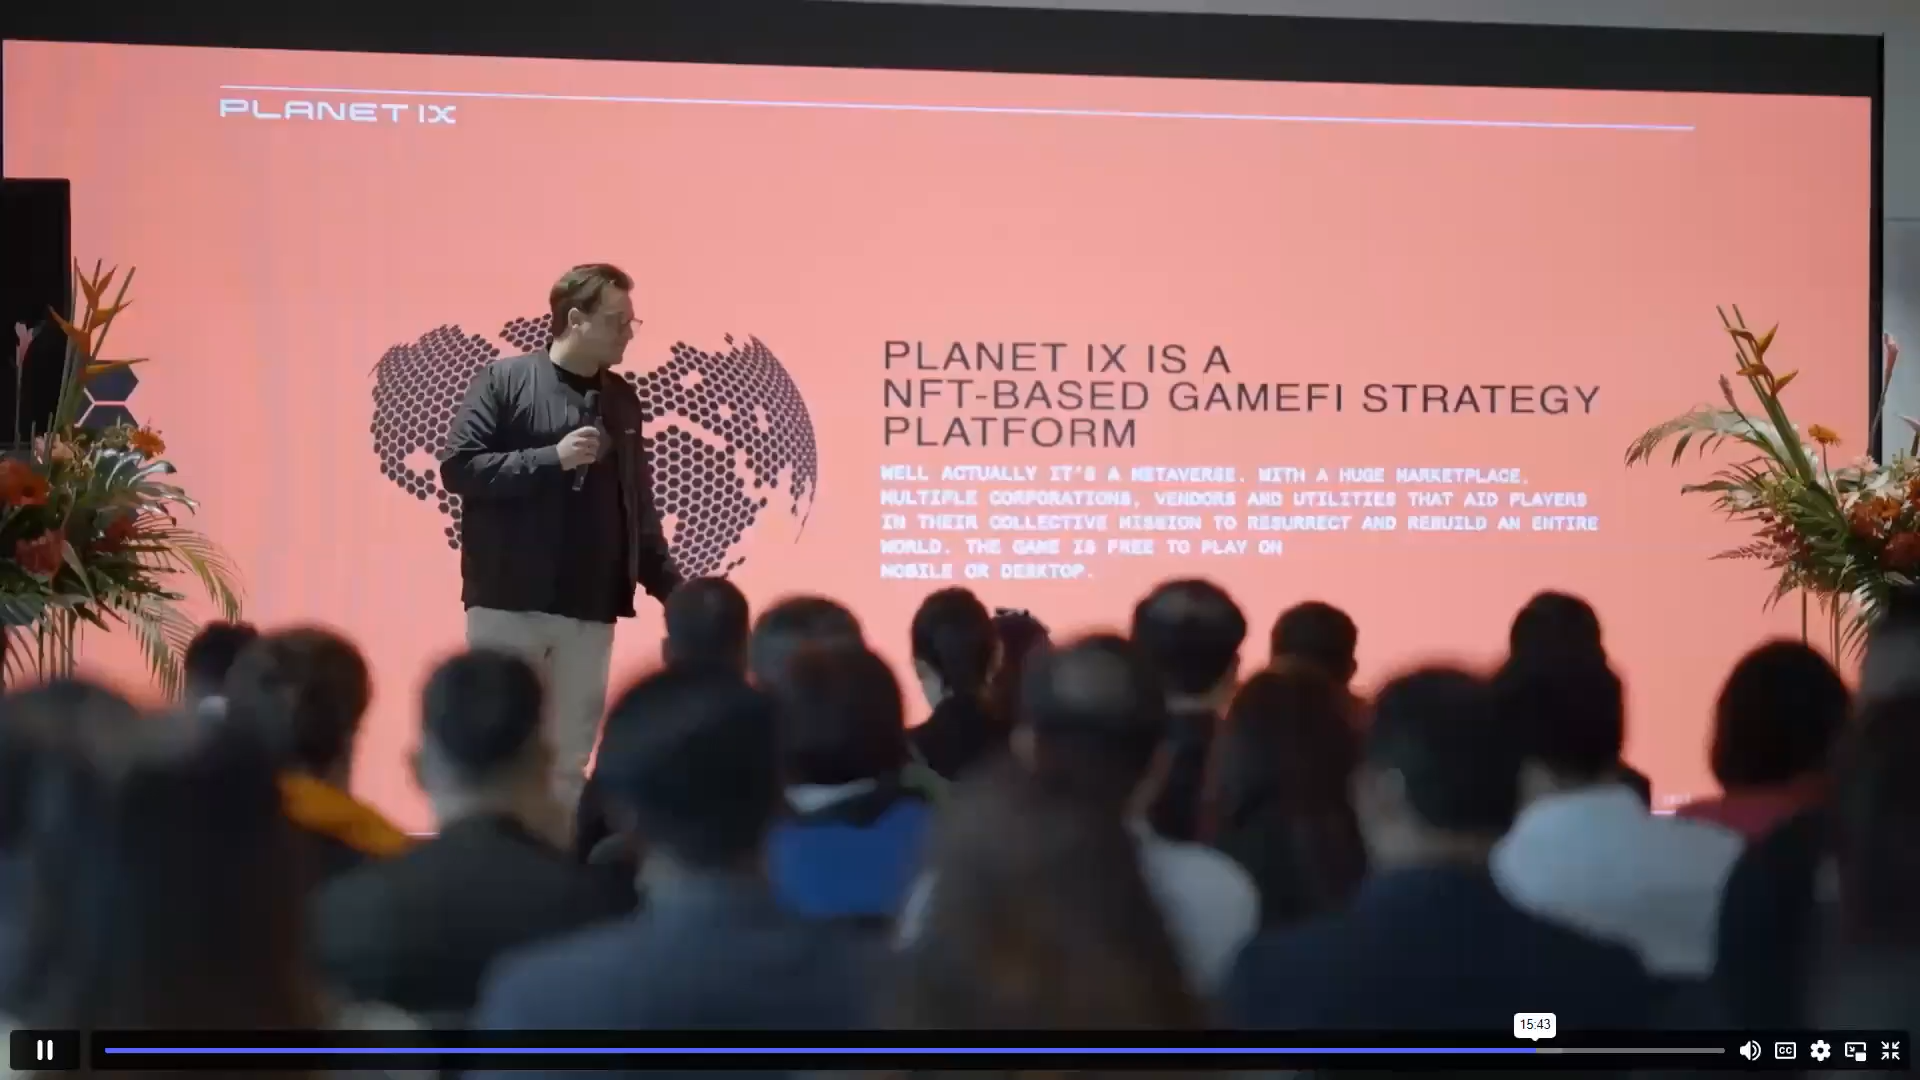 PLANET IX
PLANET IX IS A
NFT-BASED GAMEFI STRATEGY
PLATFORM
WELL ACTUALLY IT'S A METAVERSE. WITH A HUGE MARKETPLACE.
MULTIPLE CORPORATIONS, VENDORS AND UTILITIES THAT AID PLAYERS
IN THEIR COLLECTIVE MISSION TO RESURRECT AND REBUILD AN ENTIRE
WORLD. THE GAME IS FREE TO PLAY ON
MOBILE OR DESKTOP.
15:43
CC